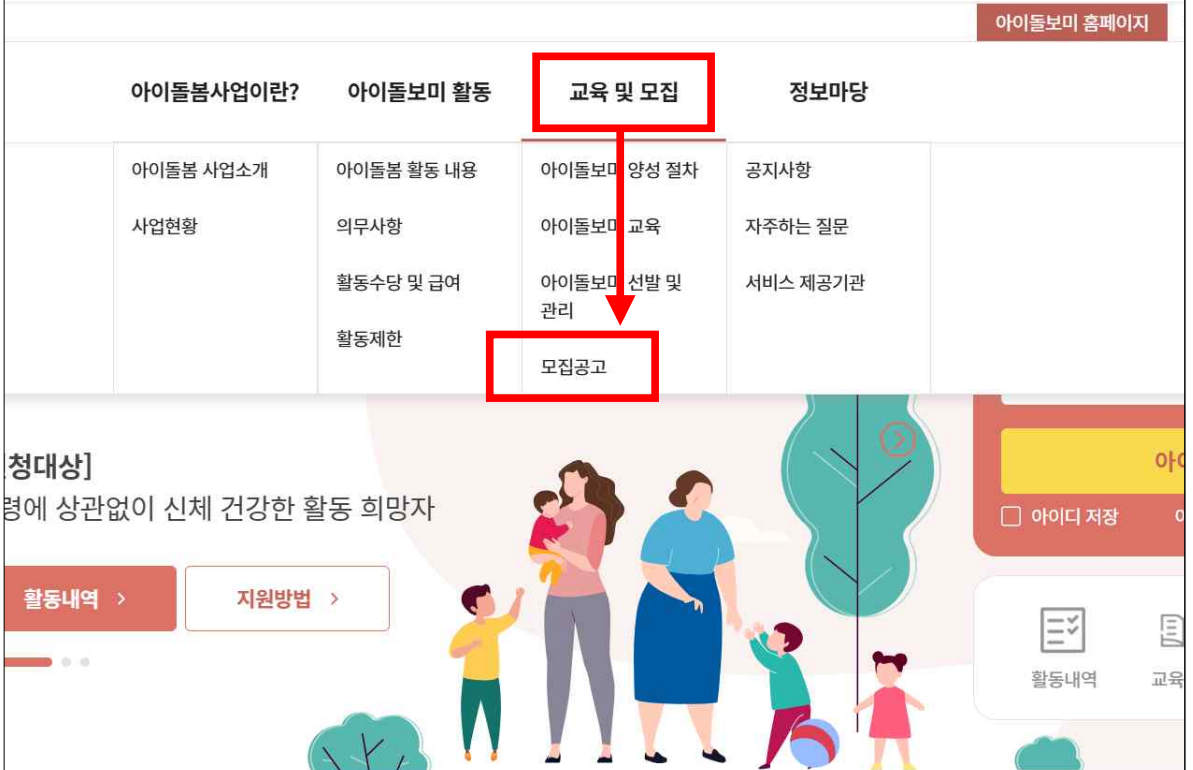 아이돌보미 홈페이지
아이돌봄사업이란?
아이돌보미 활동
교육 및 모집
정보마당
아이돌봄 사업소개
사업현황
아이돌봄 활동 내용
의무사항
활동수당 및 급여
활동제한
아이돌보미 양성 절차
아이돌보미 교육
아이돌보미 선발 및
관리
모집공고
공지사항
자주하는 질문
서비스 제공기관
청대상]
령에 상관없이 신체 건강한 활동 희망자
활동내역 >
지원방법 >
아이디 저장
활동내역
교육